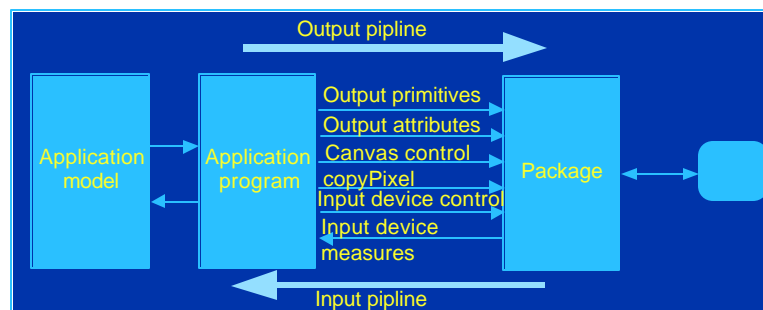 Output pipline
Output primitives
Output attributes
Canvas control
copyPixel
Input device control
Input device
measures
Application
model
Application
program
Package
Input pipline